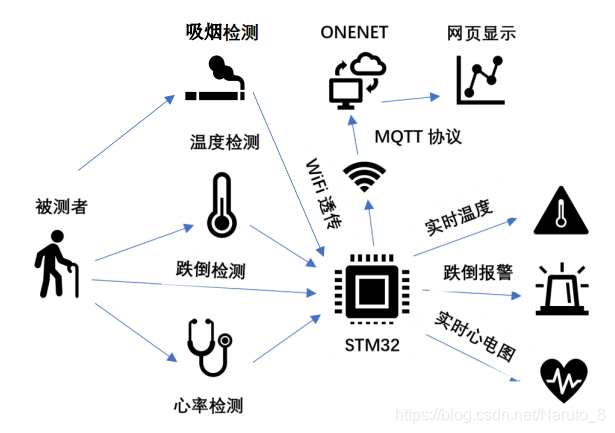 吸烟检测
ONENET
网页显示
温度检测
MQTT 协议
WiFi 透传
被测者
实时温度
跌倒检测
跌倒报警
实时心电图
STM32
心率检测
https://blog.csdn.net/Naruto_8